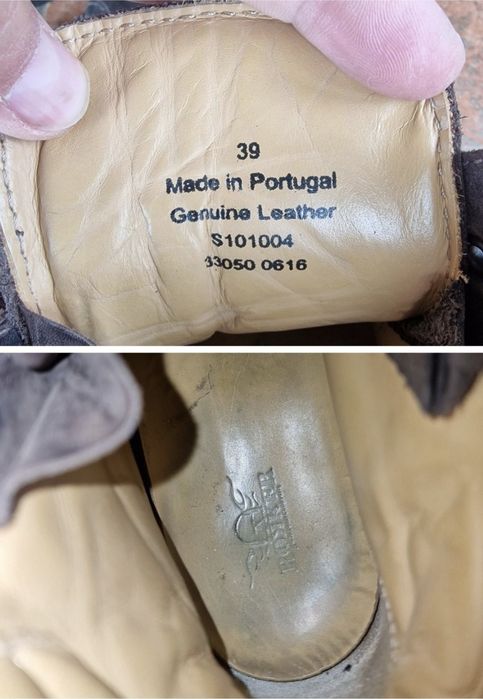 39
Made in Portugal
Genuine Leather
S101004
33050 0616